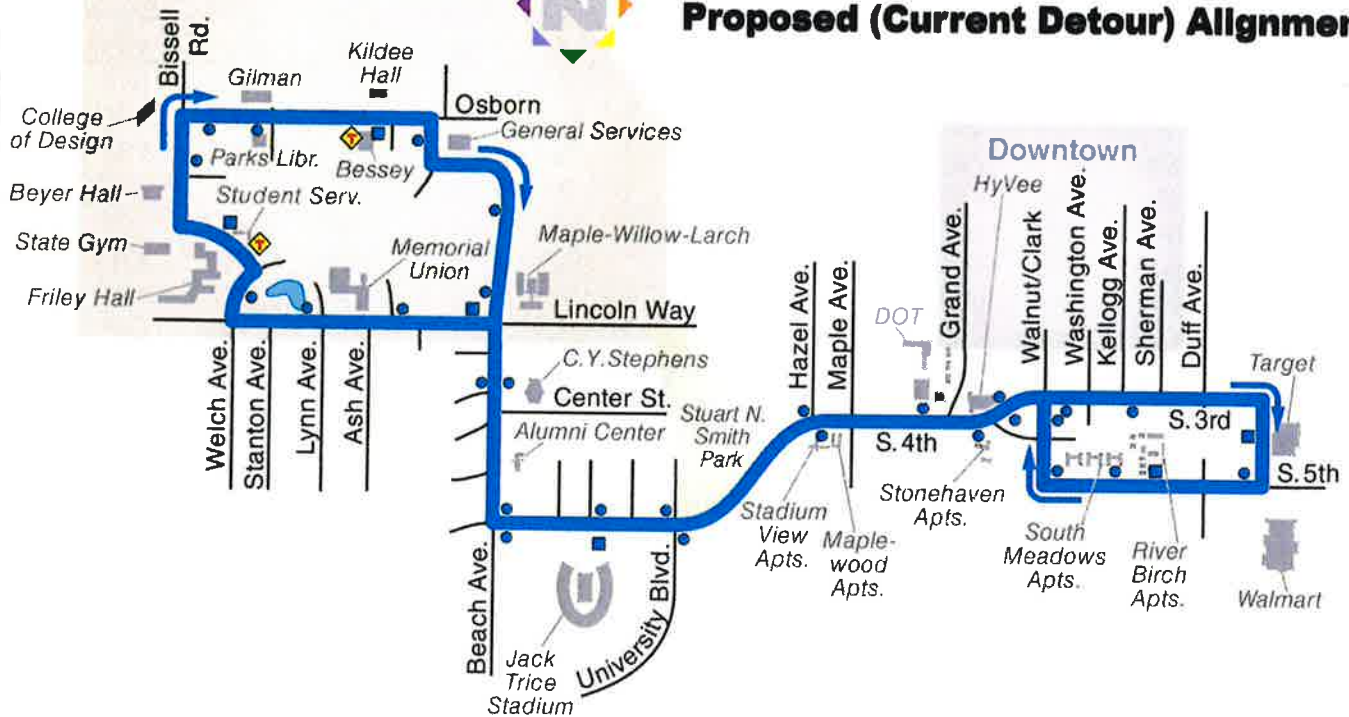 Proposed (Current Detour) Alignme
Bissell
Rd.
Gilman
Kildee
Hall
Osborn
College
of Design
General Services
Parks Libr.
Bessey
Downtown
HyVee
Beyer Hall
Student Serv.
State Gym
Memorial
Union
Maple-Willow-Larch
Friley Hall
Lincoln Way
Hazel Ave.
Maple Ave.
DOT
Grand Ave.
Walnut/Clark
Washington Ave.
Kellogg Ave.
Sherman Ave.
Duff Ave.
Target
Welch Ave.
Stanton Ave.
Lynn Ave.
Ash Ave.
C.Y.Stephens
Center St.
Alumni Center
Stuart N.
Smith
Park
S. 4th
S. 3rd
S. 5th
Stadium
View
Apts.
Maple-
wood
Apts.
Stonehaven
Apts.
South
Meadows
Apts.
River
Birch
Apts.
Walmart
Beach Ave.
Jack
Trice
Stadium
University Blvd.
T
T
N